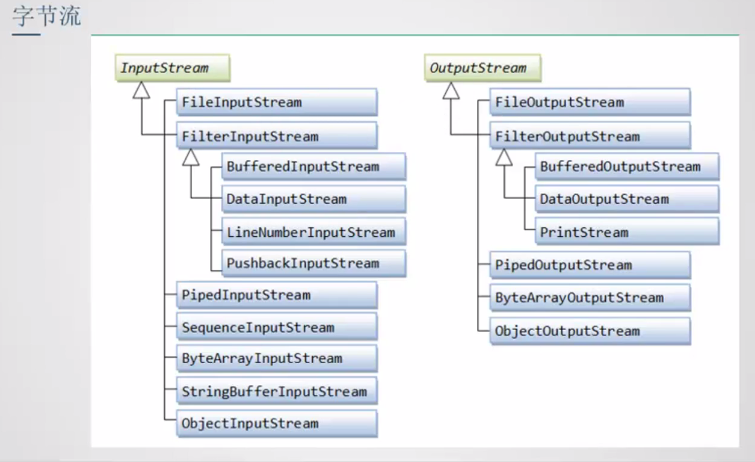 字节流
InputStream
FileInputStream
FilterInputStream
BufferedInputStream
DataInputStream
LineNumberInputStream
PushbackInputStream
PipedInputStream
SequenceInputStream
ByteArrayInputStream
StringBufferInputStream
ObjectInputStream
OutputStream
FileOutputStream
FilterOutputStream
BufferedOutputStream
DataOutputStream
PrintStream
PipedOutputStream
ByteArrayOutputStream
ObjectOutputStream